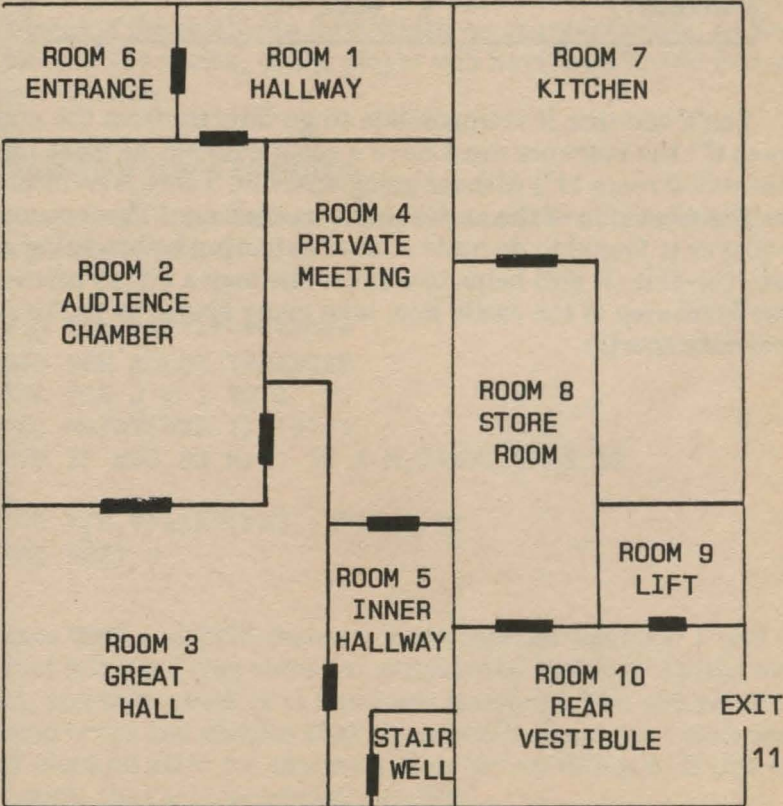 ROOM 6
ENTRANCE
ROOM 1
HALLWAY
ROOM 7
KITCHEN
ROOM 2
AUDIENCE
CHAMBER
ROOM 4
PRIVATE
MEETING
ROOM 8
STORE
ROOM
ROOM 3
GREAT
HALL
ROOM 5
INNER
HALLWAY
ROOM 9
LIFT
STAIR
WELL
ROOM 10
REAR
VESTIBULE
EXIT
11